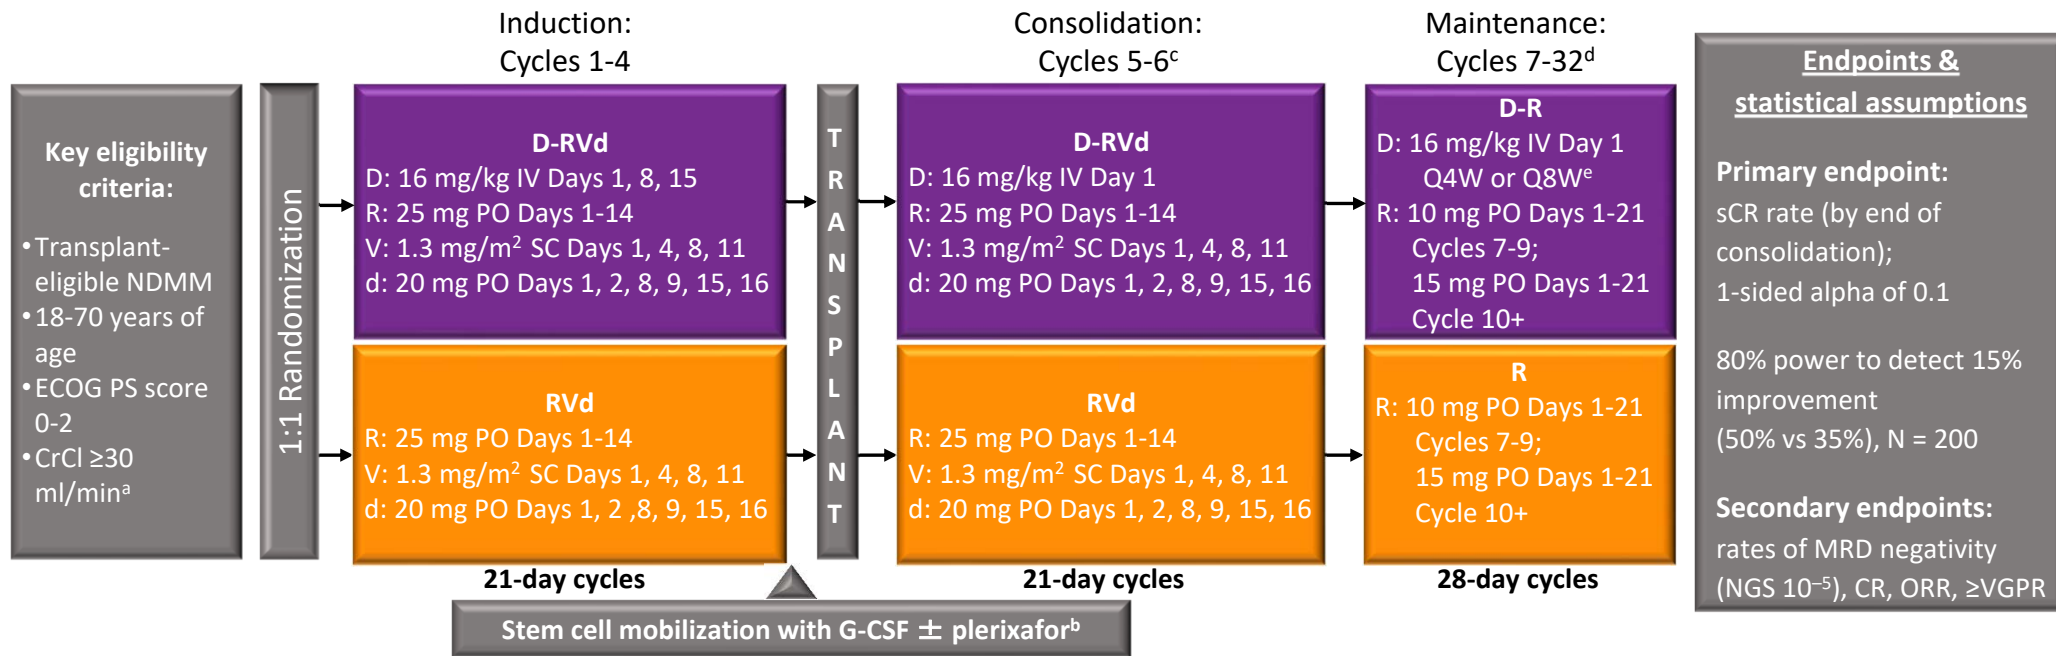 Induction:
Cycles 1-4
Consolidation:
Cycles 5-6ᶜ
Maintenance:
Cycles 7-32ᵈ
Key eligibility
criteria:
•Transplant-
eligible NDMM
•18-70 years of
age
•ECOG PS score
0-2
•CrCl ≥30
ml/minᵃ
1:1 Randomization
D-RVd
D: 16 mg/kg IV Days 1, 8, 15
R: 25 mg PO Days 1-14
V: 1.3 mg/m² SC Days 1, 4, 8, 11
d: 20 mg PO Days 1, 2, 8, 9, 15, 16
RVd
R: 25 mg PO Days 1-14
V: 1.3 mg/m² SC Days 1, 4, 8, 11
d: 20 mg PO Days 1, 2 ,8, 9, 15, 16
21-day cycles
TRANSPLANT
D-RVd
D: 16 mg/kg IV Day 1
R: 25 mg PO Days 1-14
V: 1.3 mg/m² SC Days 1, 4, 8, 11
d: 20 mg PO Days 1, 2, 8, 9, 15, 16
RVd
R: 25 mg PO Days 1-14
V: 1.3 mg/m² SC Days 1, 4, 8, 11
d: 20 mg PO Days 1, 2, 8, 9, 15, 16
21-day cycles
D-R
D: 16 mg/kg IV Day 1
Q4W or Q8Wᵉ
R: 10 mg PO Days 1-21
Cycles 7-9;
15 mg PO Days 1-21
Cycle 10+
R
R: 10 mg PO Days 1-21
Cycles 7-9;
15 mg PO Days 1-21
Cycle 10+
28-day cycles
Stem cell mobilization with G-CSF ± plerixaforᵇ
Endpoints &
statistical assumptions
Primary endpoint:
sCR rate (by end of
consolidation);
1-sided alpha of 0.1
80% power to detect 15%
improvement
(50% vs 35%), N = 200
Secondary endpoints:
rates of MRD negativity
(NGS 10⁻⁵), CR, ORR, ≥VGPR